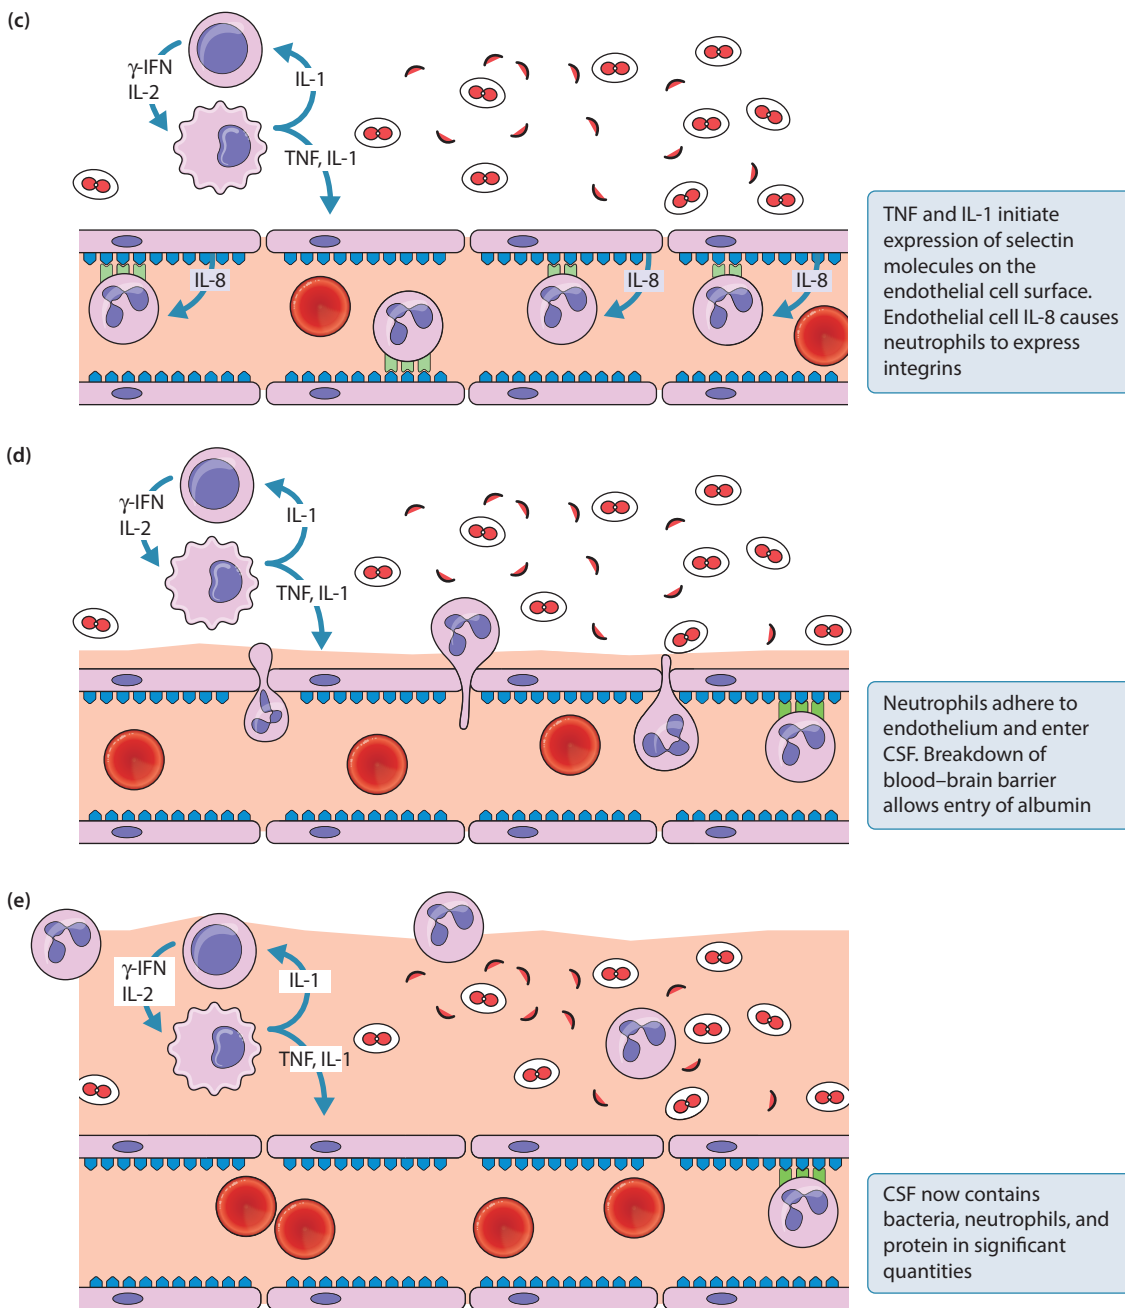 (c)
γ-IFN
IL-2
IL-1
TNF, IL-1
IL-8
IL-8
IL-8
TNF and IL-1 initiate
expression of selectin
molecules on the
endothelial cell surface.
Endothelial cell IL-8 causes
neutrophils to express
integrins
(d)
γ-IFN
IL-2
IL-1
TNF, IL-1
Neutrophils adhere to
endothelium and enter
CSF. Breakdown of
blood–brain barrier
allows entry of albumin
(e)
γ-IFN
IL-2
IL-1
TNF, IL-1
CSF now contains
bacteria, neutrophils, and
protein in significant
quantities